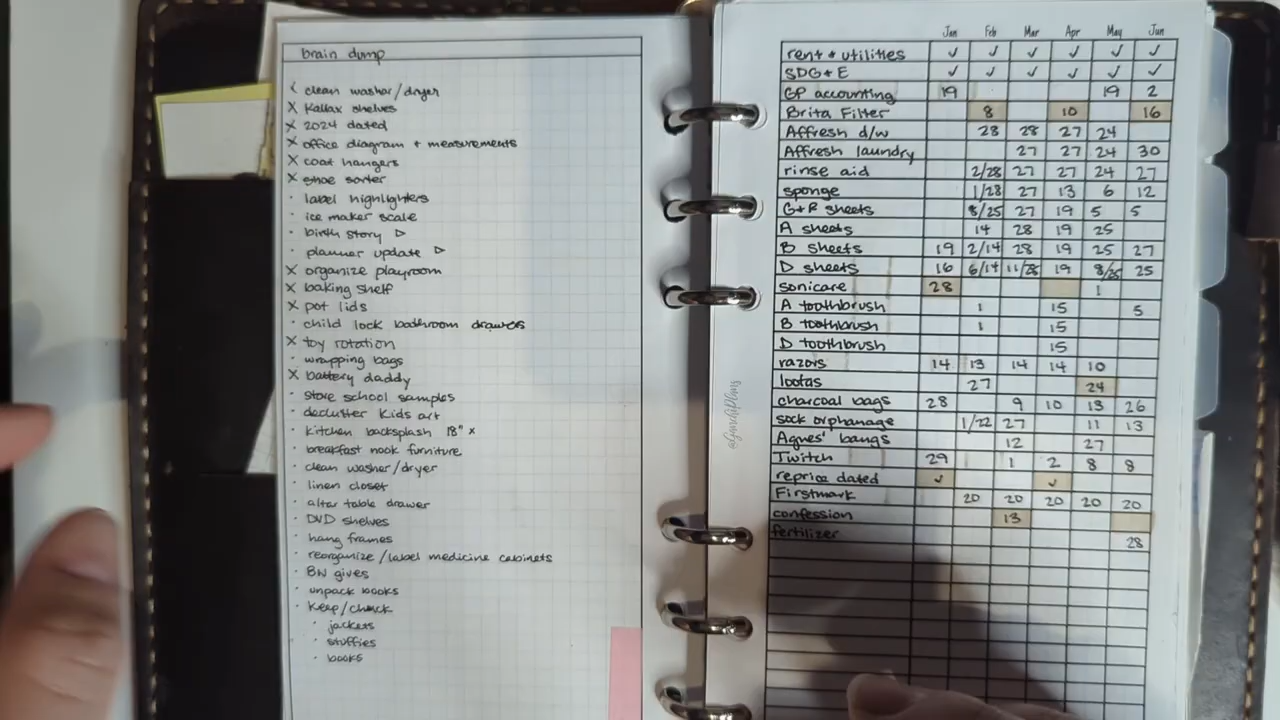 brain dump
< clean washer/dryer
X Kallax shelves
X 2024 dated
X office diagram + measurements
X coat hangers
X shoe sorter
· label highlighters
· ice maker scale
· birth story ▷
· planner update ▷
X organize playroom
X baking shelf
X pot lids
· child lock bathroom drawers
X toy rotation
· wrapping bags
X battery daddy
· store school samples
· declutter kids art
· kitchen backsplash 18" x
· breakfast nook furniture
· clean washer/dryer
· linen closet
· altar table drawer
· DVD shelves
· hang frames
· reorganize/label medicine cabinets
· BN gives
· unpack books
· keep/chuck
· jackets
· stuffies
· books
Jan Feb Mar Apr May Jun
rent + utilities ✓ ✓ ✓ ✓ ✓ ✓
SDG+E ✓ ✓ ✓ ✓ ✓ ✓
GP accounting 19 19 2
Brita Filter 8 10 16
Affresh d/w 28 28 27 24
Affresh laundry 27 27 24 30
rinse aid 2/28 27 27 24 27
sponge 1/28 27 13 6 12
G+R sheets 8/25 27 19 5 5
A sheets 14 28 19 25
B sheets 19 2/14 28 19 25 27
D sheets 16 6/14 11/28 19 8/25 25
sonicare 28 1
A toothbrush 1 15 5
B toothbrush 1 15
D toothbrush 15
razors 14 13 14 14 10
loofas 27 24
charcoal bags 28 9 10 13 26
sock orphanage 1/22 27 11 13
Agnes' bangs 12 27
Twitch 29 1 2 8 8
reprice dated ✓ ✓
Firstmark 20 20 20 20 20
confession 13
fertilizer 28